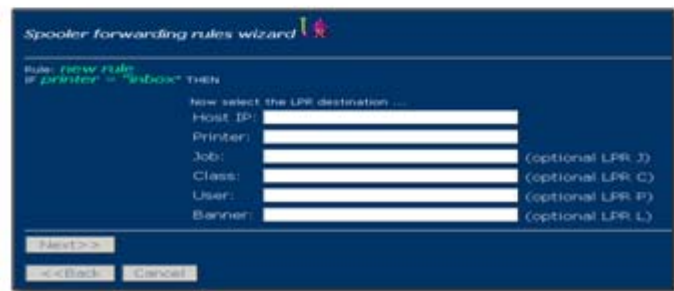 Spooler forwarding rules wizard
Rule: new rule
IF printer = "inbox" THEN
Now select the LPR destination ...
Host IP:
Printer:
Job: (optional LPR J)
Class: (optional LPR C)
User: (optional LPR P)
Banner: (optional LPR L)
Next>>
<<Back Cancel